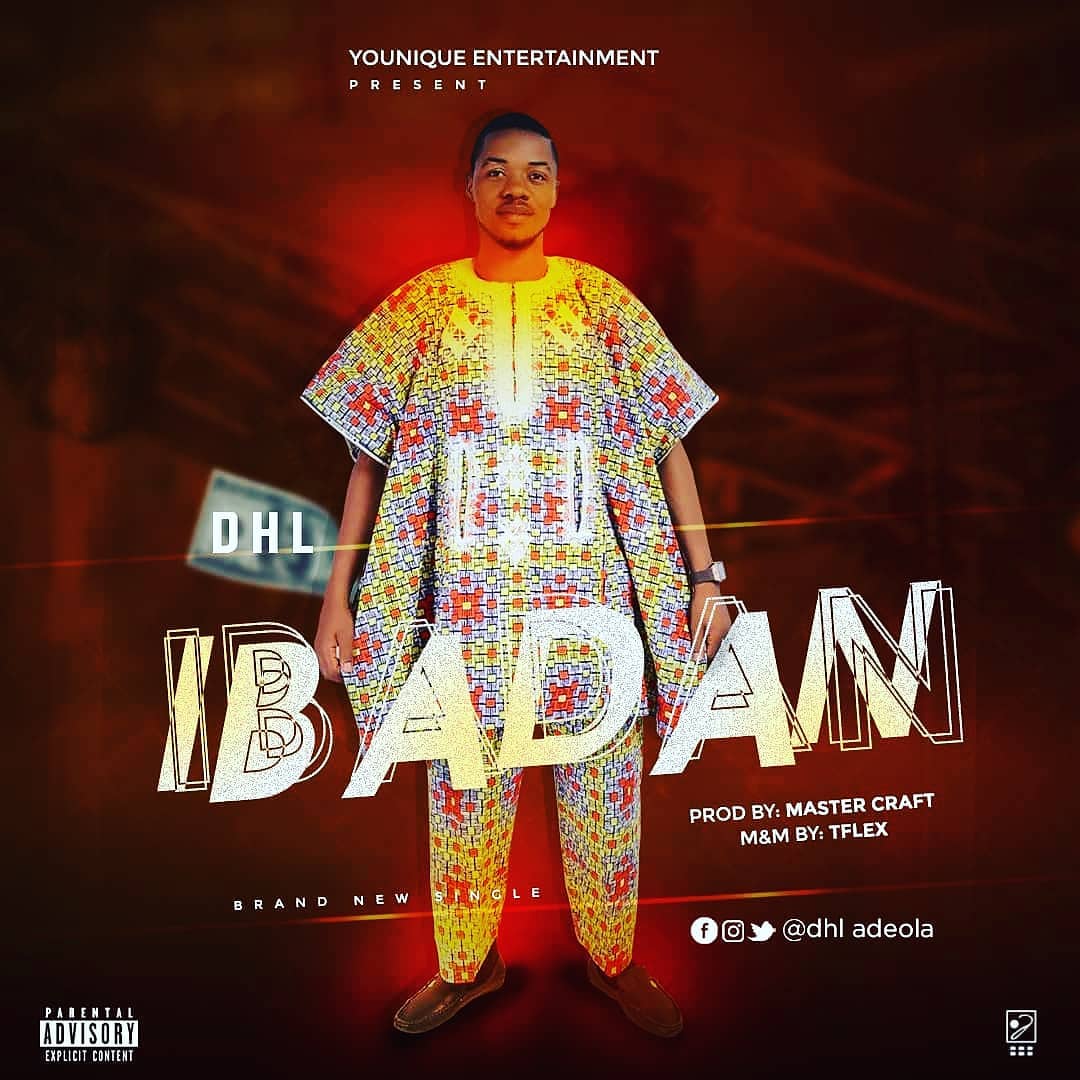 YOUNIQUE ENTERTAINMENT
PRESENT
DHL
IBADAN
PROD BY: MASTER CRAFT
M&M BY: TFLEX
BRAND NEW SINGLE
@dhl adeola
PARENTAL
ADVISORY
EXPLICIT CONTENT